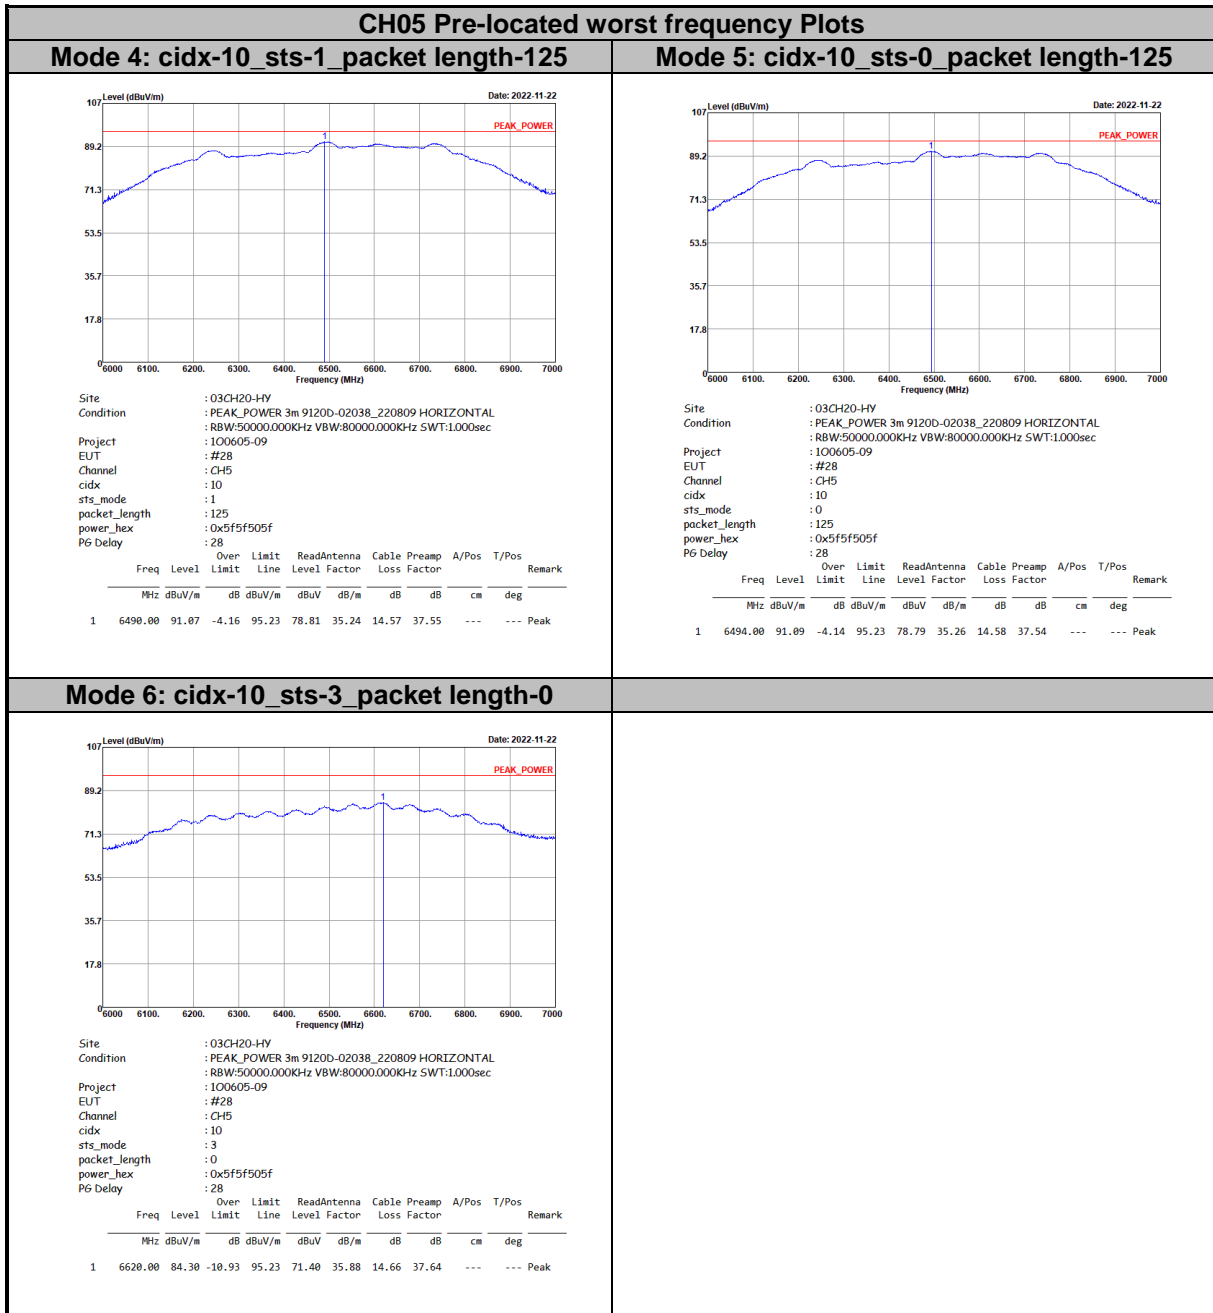 CH05 Pre-located worst frequency Plots
Mode 4: cidx-10_sts-1_packet length-125
Level (dBuV/m) Date: 2022-11-22
PEAK_POWER
1
107
89.2
71.3
53.5
35.7
17.8
0
6000 6100. 6200. 6300. 6400. 6500. 6600. 6700. 6800. 6900. 7000
Frequency (MHz)
Site : 03CH20-HY
Condition : PEAK_POWER 3m 9120D-02038_220809 HORIZONTAL
: RBW:50000.000KHz VBW:80000.000KHz SWT:1.000sec
Project : 100605-09
EUT : #28
Channel : CH5
cidx : 10
sts_mode : 1
packet_length : 125
power_hex : 0x5f5f505f
PG Delay : 28
Over Limit ReadAntenna Cable Preamp A/Pos T/Pos
Freq Level Limit Line Level Factor Loss Factor Remark
MHz dBuV/m dB dBuV/m dBuV dB/m dB dB cm deg
1 6490.00 91.07 -4.16 95.23 78.81 35.24 14.57 37.55 --- --- Peak
Mode 5: cidx-10_sts-0_packet length-125
Level (dBuV/m) Date: 2022-11-22
PEAK_POWER
1
107
89.2
71.3
53.5
35.7
17.8
0
6000 6100. 6200. 6300. 6400. 6500. 6600. 6700. 6800. 6900. 7000
Frequency (MHz)
Site : 03CH20-HY
Condition : PEAK_POWER 3m 9120D-02038_220809 HORIZONTAL
: RBW:50000.000KHz VBW:80000.000KHz SWT:1.000sec
Project : 100605-09
EUT : #28
Channel : CH5
cidx : 10
sts_mode : 0
packet_length : 125
power_hex : 0x5f5f505f
PG Delay : 28
Over Limit ReadAntenna Cable Preamp A/Pos T/Pos
Freq Level Limit Line Level Factor Loss Factor Remark
MHz dBuV/m dB dBuV/m dBuV dB/m dB dB cm deg
1 6494.00 91.09 -4.14 95.23 78.79 35.26 14.58 37.54 --- --- Peak
Mode 6: cidx-10_sts-3_packet length-0
Level (dBuV/m) Date: 2022-11-22
PEAK_POWER
1
107
89.2
71.3
53.5
35.7
17.8
0
6000 6100. 6200. 6300. 6400. 6500. 6600. 6700. 6800. 6900. 7000
Frequency (MHz)
Site : 03CH20-HY
Condition : PEAK_POWER 3m 9120D-02038_220809 HORIZONTAL
: RBW:50000.000KHz VBW:80000.000KHz SWT:1.000sec
Project : 100605-09
EUT : #28
Channel : CH5
cidx : 10
sts_mode : 3
packet_length : 0
power_hex : 0x5f5f505f
PG Delay : 28
Over Limit ReadAntenna Cable Preamp A/Pos T/Pos
Freq Level Limit Line Level Factor Loss Factor Remark
MHz dBuV/m dB dBuV/m dBuV dB/m dB dB cm deg
1 6620.00 84.30 -10.93 95.23 71.40 35.88 14.66 37.64 --- --- Peak